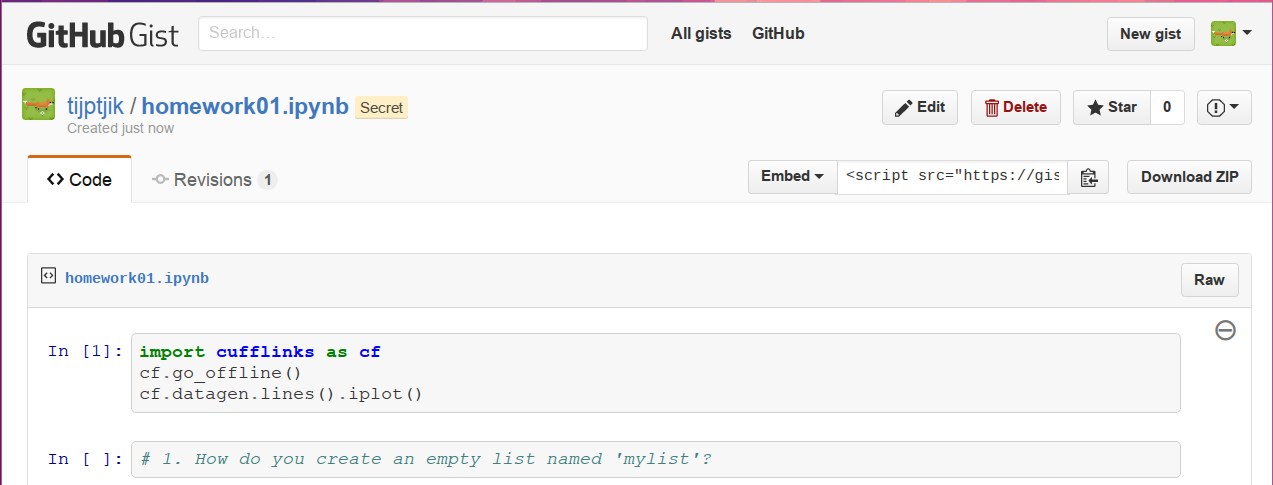 GitHub Gist Search… All gists GitHub New gist
tijptjik / homework01.ipynb Secret Edit Delete Star 0
Created just now
Code Revisions 1 Embed <script src="https://gis Download ZIP
homework01.ipynb Raw
In [1]: import cufflinks as cf
cf.go_offline()
cf.datagen.lines().iplot()
In [ ]: # 1. How do you create an empty list named 'mylist'?